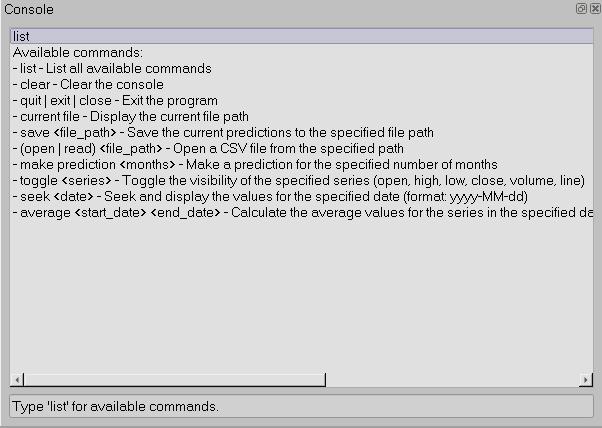 Console
list
Available commands:
- list - List all available commands
- clear - Clear the console
- quit | exit | close - Exit the program
- current file - Display the current file path
- save <file_path> - Save the current predictions to the specified file path
- (open | read) <file_path> - Open a CSV file from the specified path
- make prediction <months> - Make a prediction for the specified number of months
- toggle <series> - Toggle the visibility of the specified series (open, high, low, close, volume, line)
- seek <date> - Seek and display the values for the specified date (format: yyyy-MM-dd)
- average <start_date> <end_date> - Calculate the average values for the series in the specified da
Type 'list' for available commands.